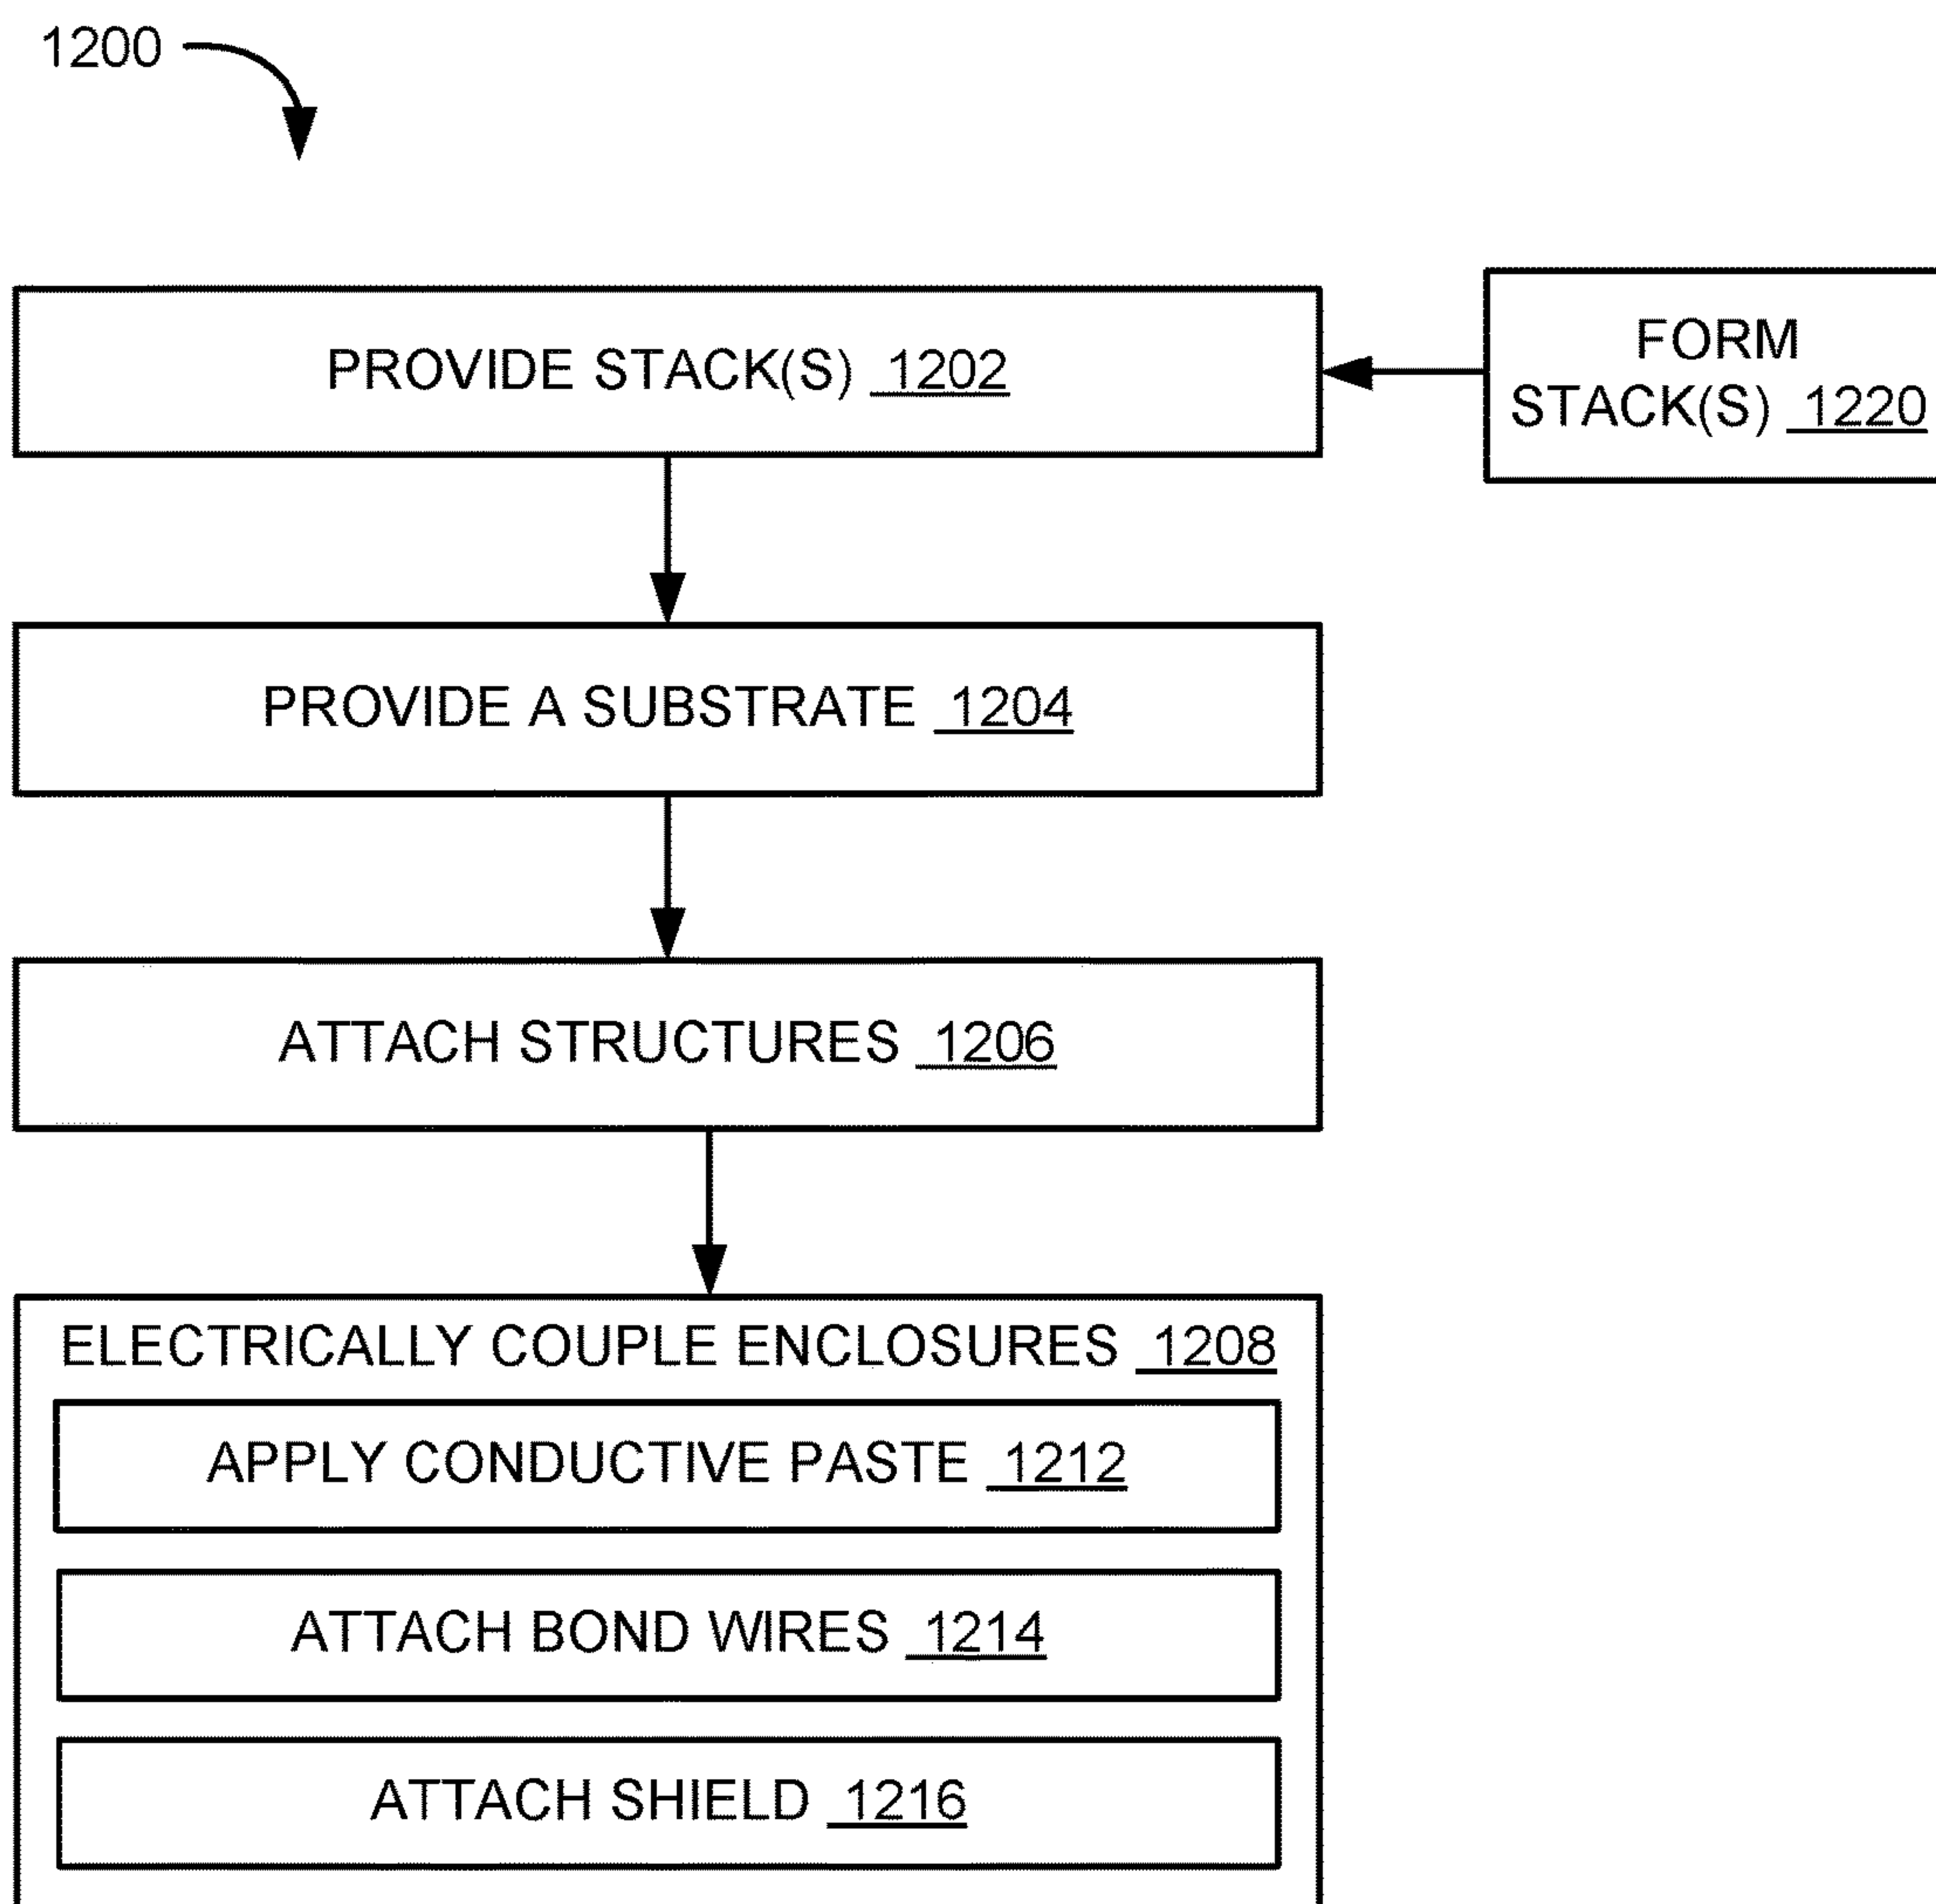 1200
PROVIDE STACK(S) 1202
FORM
STACK(S) 1220
PROVIDE A SUBSTRATE 1204
ATTACH STRUCTURES 1206
ELECTRICALLY COUPLE ENCLOSURES 1208
APPLY CONDUCTIVE PASTE 1212
ATTACH BOND WIRES 1214
ATTACH SHIELD 1216